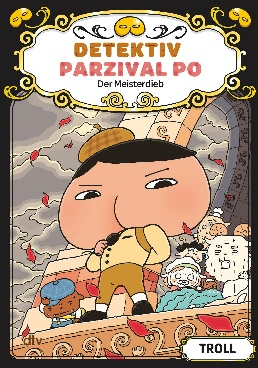 DETEKTIV
PARZIVAL PO
Der Meisterdieb
dtv
TROLL